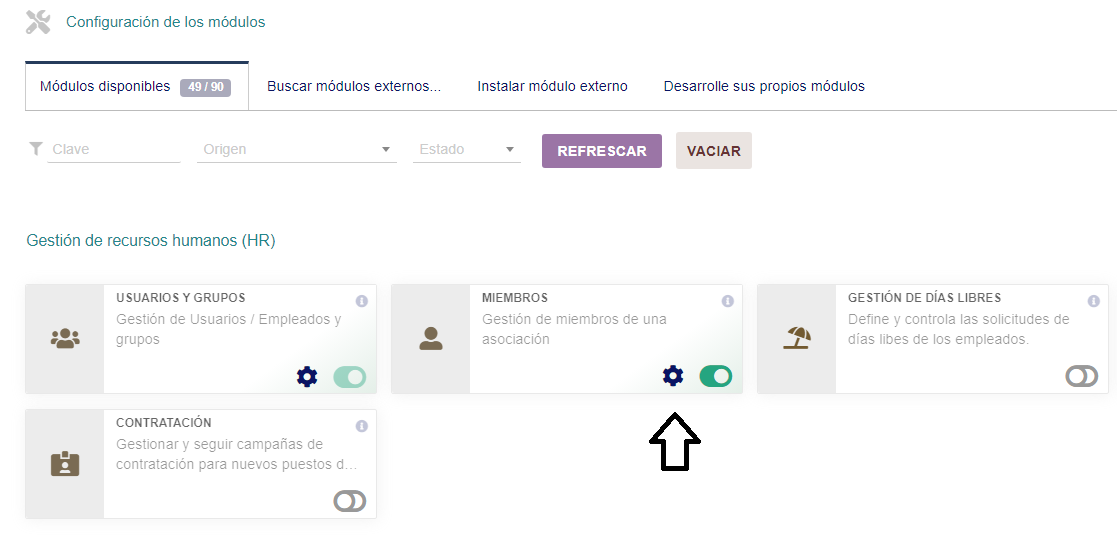 Configuración de los módulos
Módulos disponibles 49 / 90 Buscar módulos externos... Instalar módulo externo Desarrolle sus propios módulos
Clave Origen Estado REFRESCAR VACIAR
Gestión de recursos humanos (HR)
USUARIOS Y GRUPOS
Gestión de Usuarios / Empleados y
grupos
MIEMBROS
Gestión de miembros de una
asociación
GESTIÓN DE DÍAS LIBRES
Define y controla las solicitudes de
días libes de los empleados.
CONTRATACIÓN
Gestionar y seguir campañas de
contratación para nuevos puestos d...